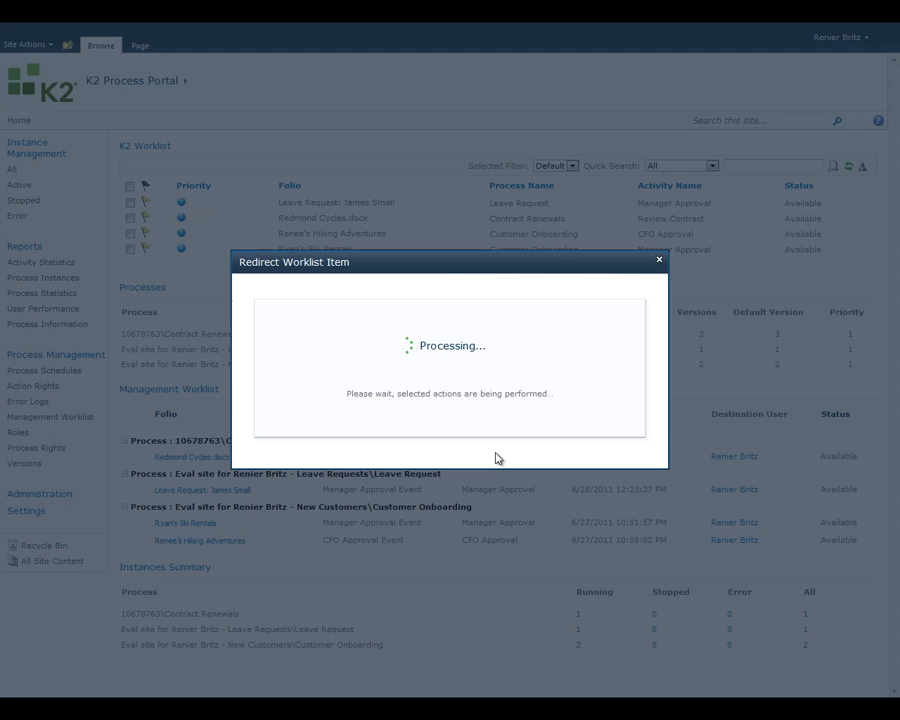 Renier Britz
Site Actions
Browse
Page
K2
K2 Process Portal
Home
Search this site...
Instance Management
All
Active
Stopped
Error
Reports
Activity Statistics
Process Instances
Process Statistics
User Performance
Process Information
Process Management
Process Schedules
Action Rights
Error Logs
Management Worklist
Roles
Process Rights
Versions
Administration
Settings
Recycle Bin
All Site Content
K2 Worklist
Selected Filter: Default Quick Search: All
Priority Folio Process Name Activity Name Status
Leave Request: James Small Leave Request Manager Approval Available
Redmond Cycles.docx Contract Renewals Review Contract Available
Renee's Hiking Adventures Customer Onboarding CFO Approval Available
Ryan's Ski Rentals Customer Onboarding Manager Approval Available
Redirect Worklist Item
Processing...
Please wait, selected actions are being performed...
Processes
Process Versions Default Version Priority
10678763\Contract Renewals 3 3 1
Eval site for Renier Britz - 1 1 1
Eval site for Renier Britz - 2 2 1
Management Worklist
Folio Destination User Status
Process : 10678763\C
Redmond Cycles.docx Renier Britz Available
Process : Eval site for Renier Britz - Leave Requests\Leave Request
Leave Request: James Small Manager Approval Event Manager Approval 6/28/2011 12:23:37 PM Renier Britz Available
Process : Eval site for Renier Britz - New Customers\Customer Onboarding
Ryan's Ski Rentals Manager Approval Event Manager Approval 6/27/2011 10:51:57 PM Renier Britz Available
Renee's Hiking Adventures CFO Approval Event CFO Approval 6/27/2011 10:58:02 PM Renier Britz Available
Instances Summary
Process Running Stopped Error All
10678763\Contract Renewals 1 0 0 1
Eval site for Renier Britz - Leave Requests\Leave Request 1 0 0 1
Eval site for Renier Britz - New Customers\Customer Onboarding 2 0 0 2